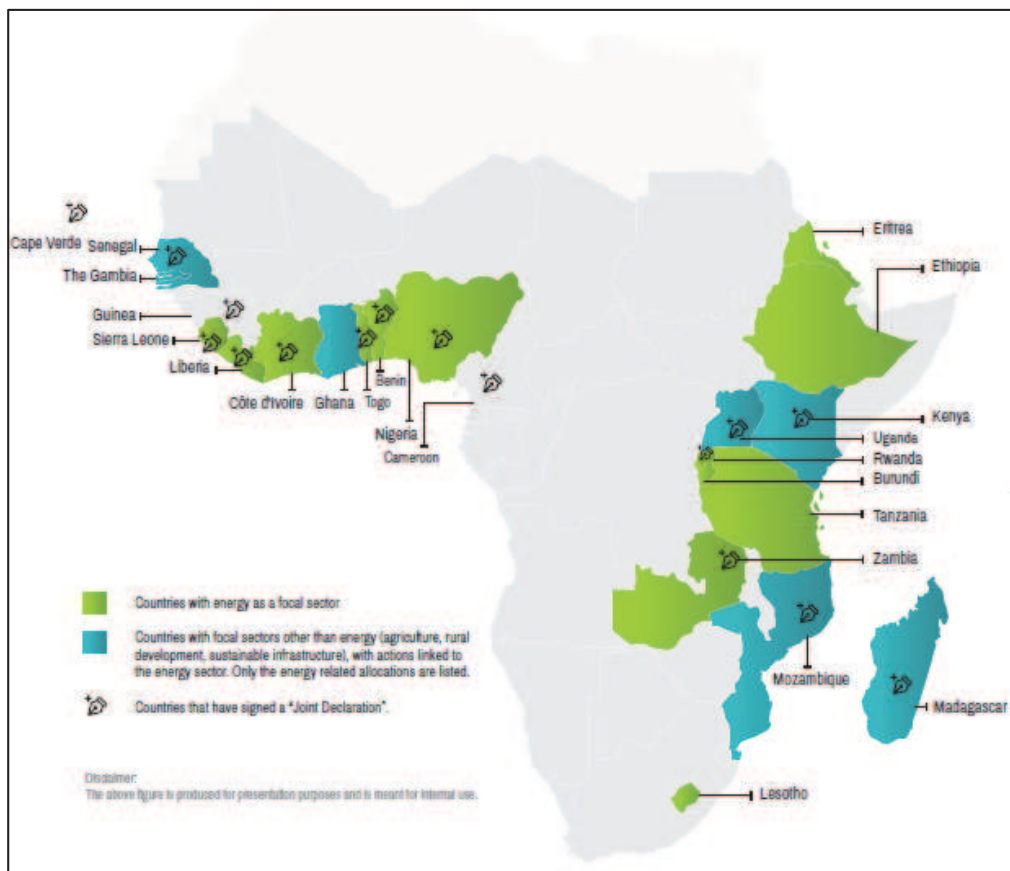 Eritrea
Ethiopia
Cape Verde
Senegal
The Gambia
Guinea
Sierra Leone
Liberia
Côte d'Ivoire
Ghana
Togo
Benin
Nigeria
Cameroon
Kenya
Uganda
Rwanda
Burundi
Tanzania
Zambia
Mozambique
Madagascar
Lesotho
Countries with energy as a focal sector
Countries with focal sectors other than energy (agriculture, rural
development, sustainable infrastructure), with actions linked to
the energy sector. Only the energy related allocations are listed.
Countries that have signed a "Joint Declaration".
Disclaimer:
The above figure is produced for presentation purposes and is meant for internal use.